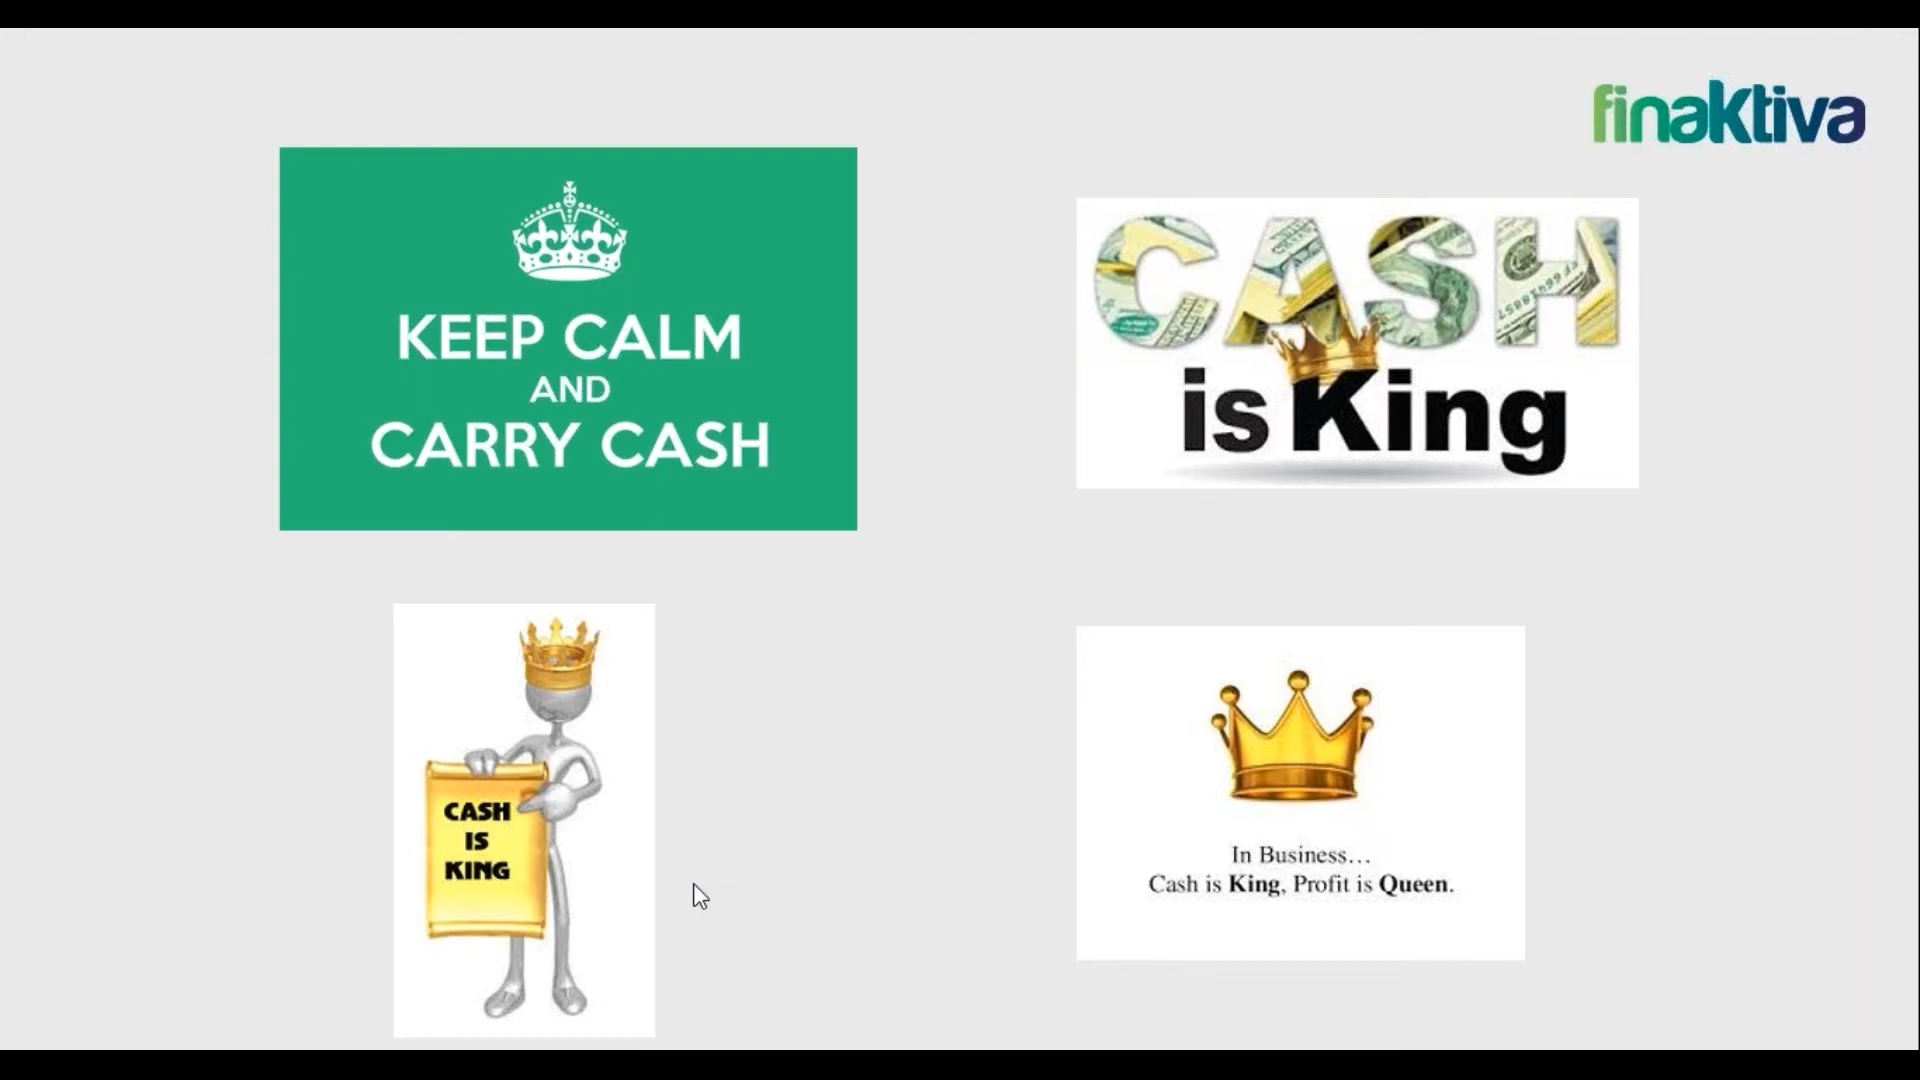 finaktiva
KEEP CALM
AND
CARRY CASH
CASH
is King
CASH
IS
KING
In Business...
Cash is King, Profit is Queen.